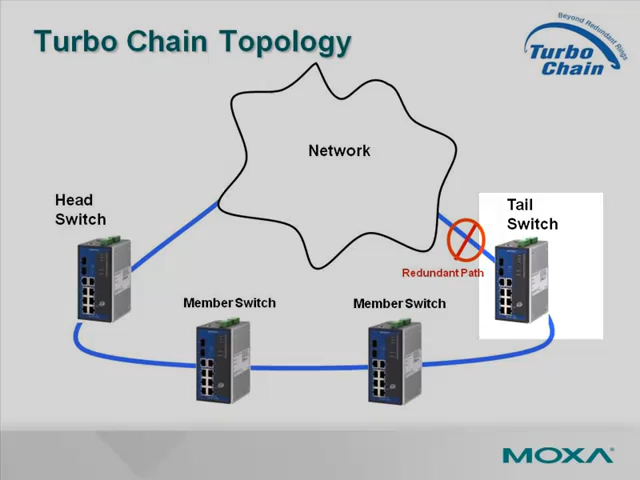 Turbo Chain Topology
Beyond Redundant Rings
Turbo
Chain
Network
Head
Switch
Tail
Switch
Redundant Path
Member Switch
Member Switch
MOXA®